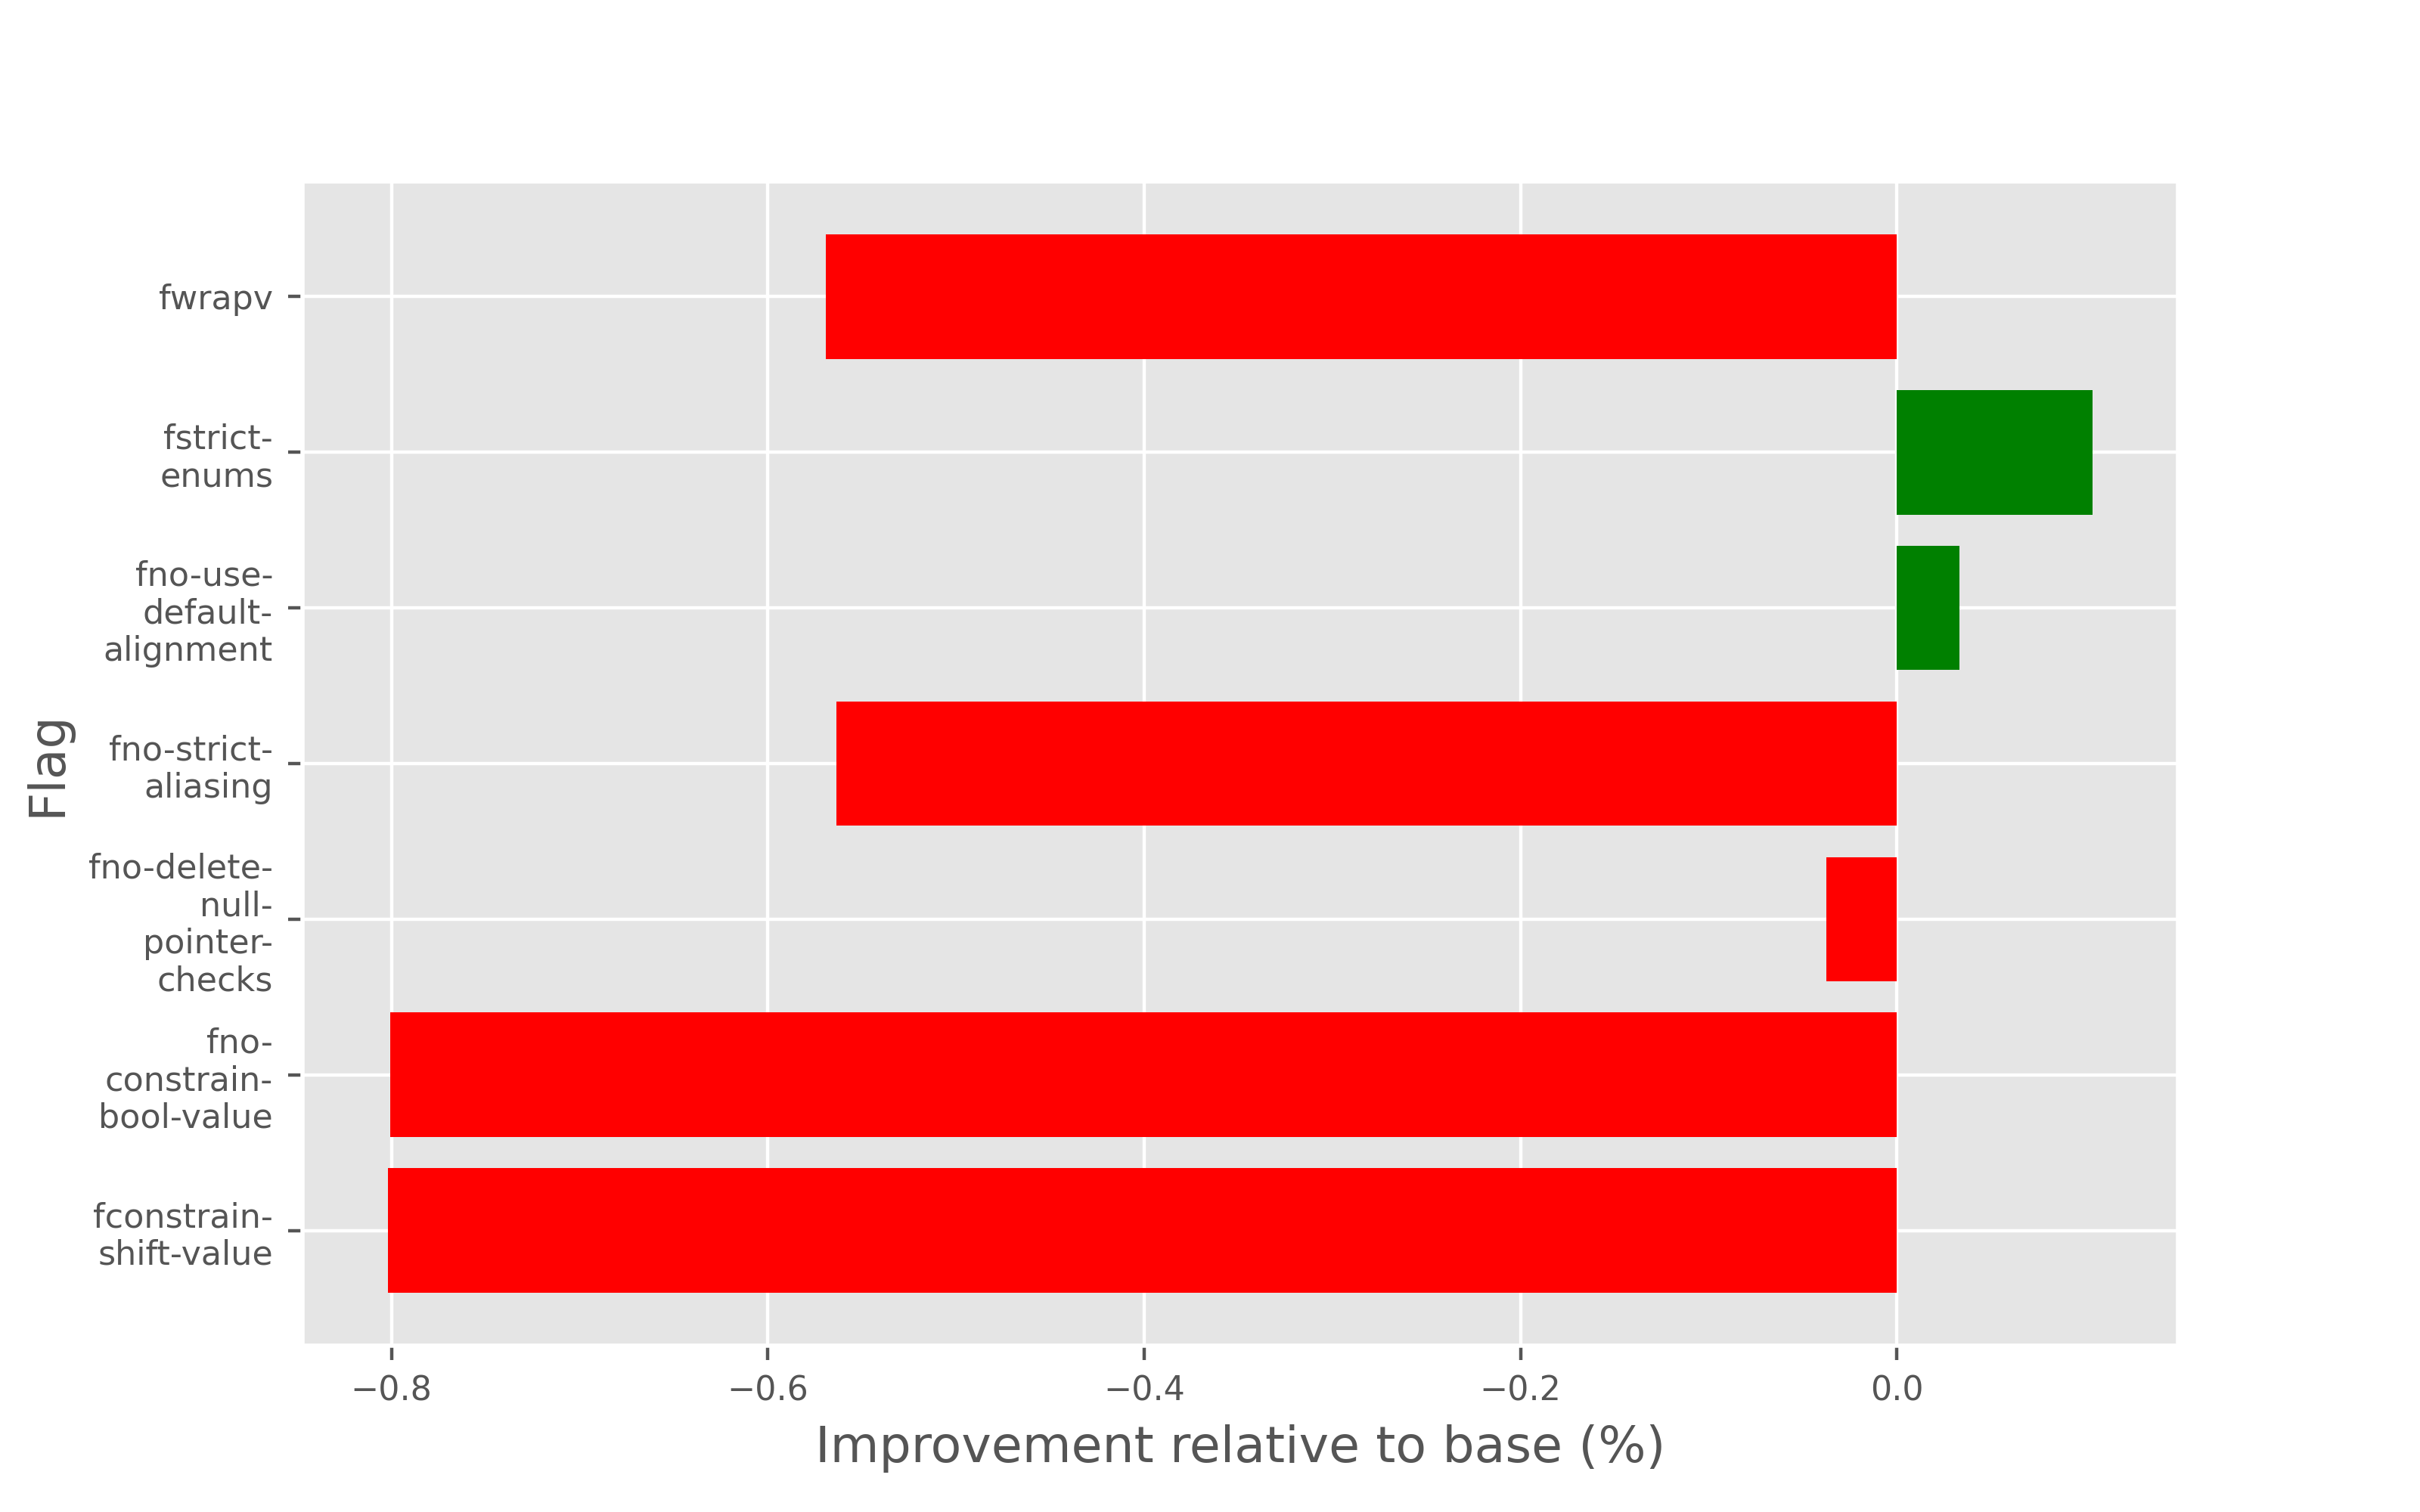 fwrapv
fstrict-
enums
fno-use-
default-
alignment
fno-strict-
aliasing
fno-delete-
null-
pointer-
checks
fno-
constrain-
bool-value
fconstrain-
shift-value
Flag
−0.8 −0.6 −0.4 −0.2 0.0
Improvement relative to base (%)